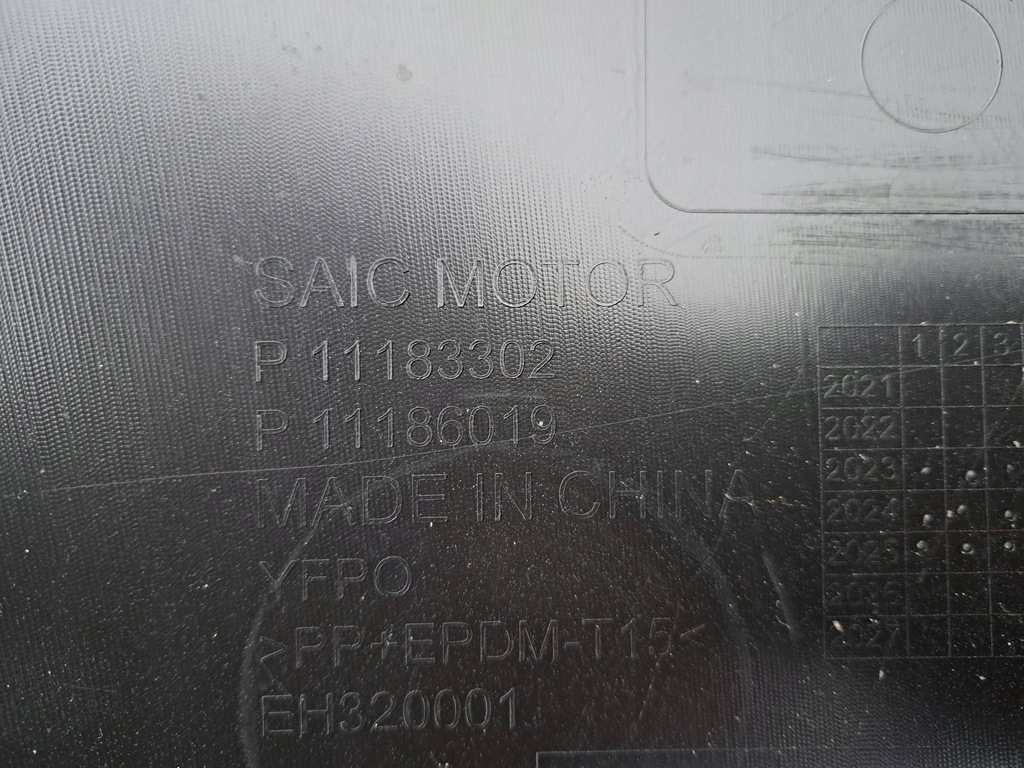 SAIC MOTOR
P 11183302
P 11186019
MADE IN CHINA
YFPO
>PP+EPDM-T15<
EH320001
1 2 3
2021
2022
2023
2024
2025
2026
2027